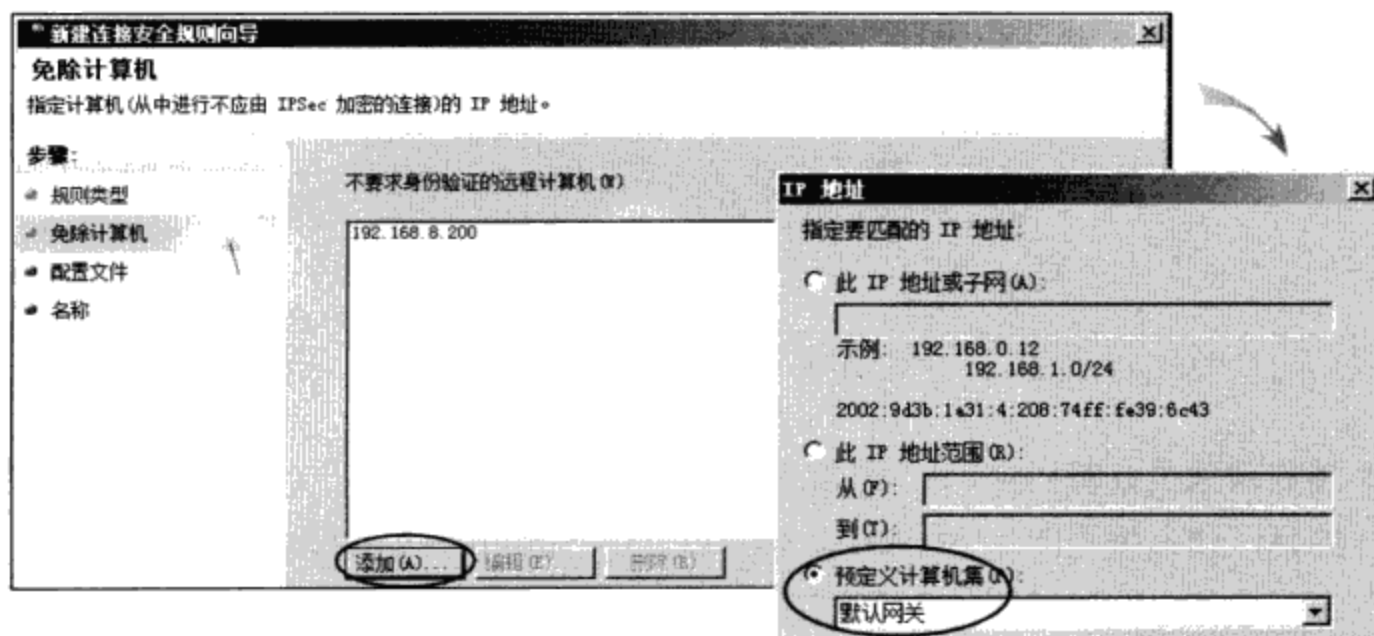 新建连接安全规则向导
免除计算机
指定计算机(从中进行不应由 IPSec 加密的连接)的 IP 地址。
步骤:
规则类型
免除计算机
配置文件
名称
不要求身份验证的远程计算机
192.168.8.200
添加(A)...
编辑(E)...
删除(R)
IP 地址
指定要匹配的 IP 地址:
此 IP 地址或子网(A):
示例: 192.168.0.12
192.168.1.0/24
2002:9d3b:1a31:4:208:74ff:fe39:6c43
此 IP 地址范围(R):
从(F):
到(T):
预定义计算机集(P):
默认网关